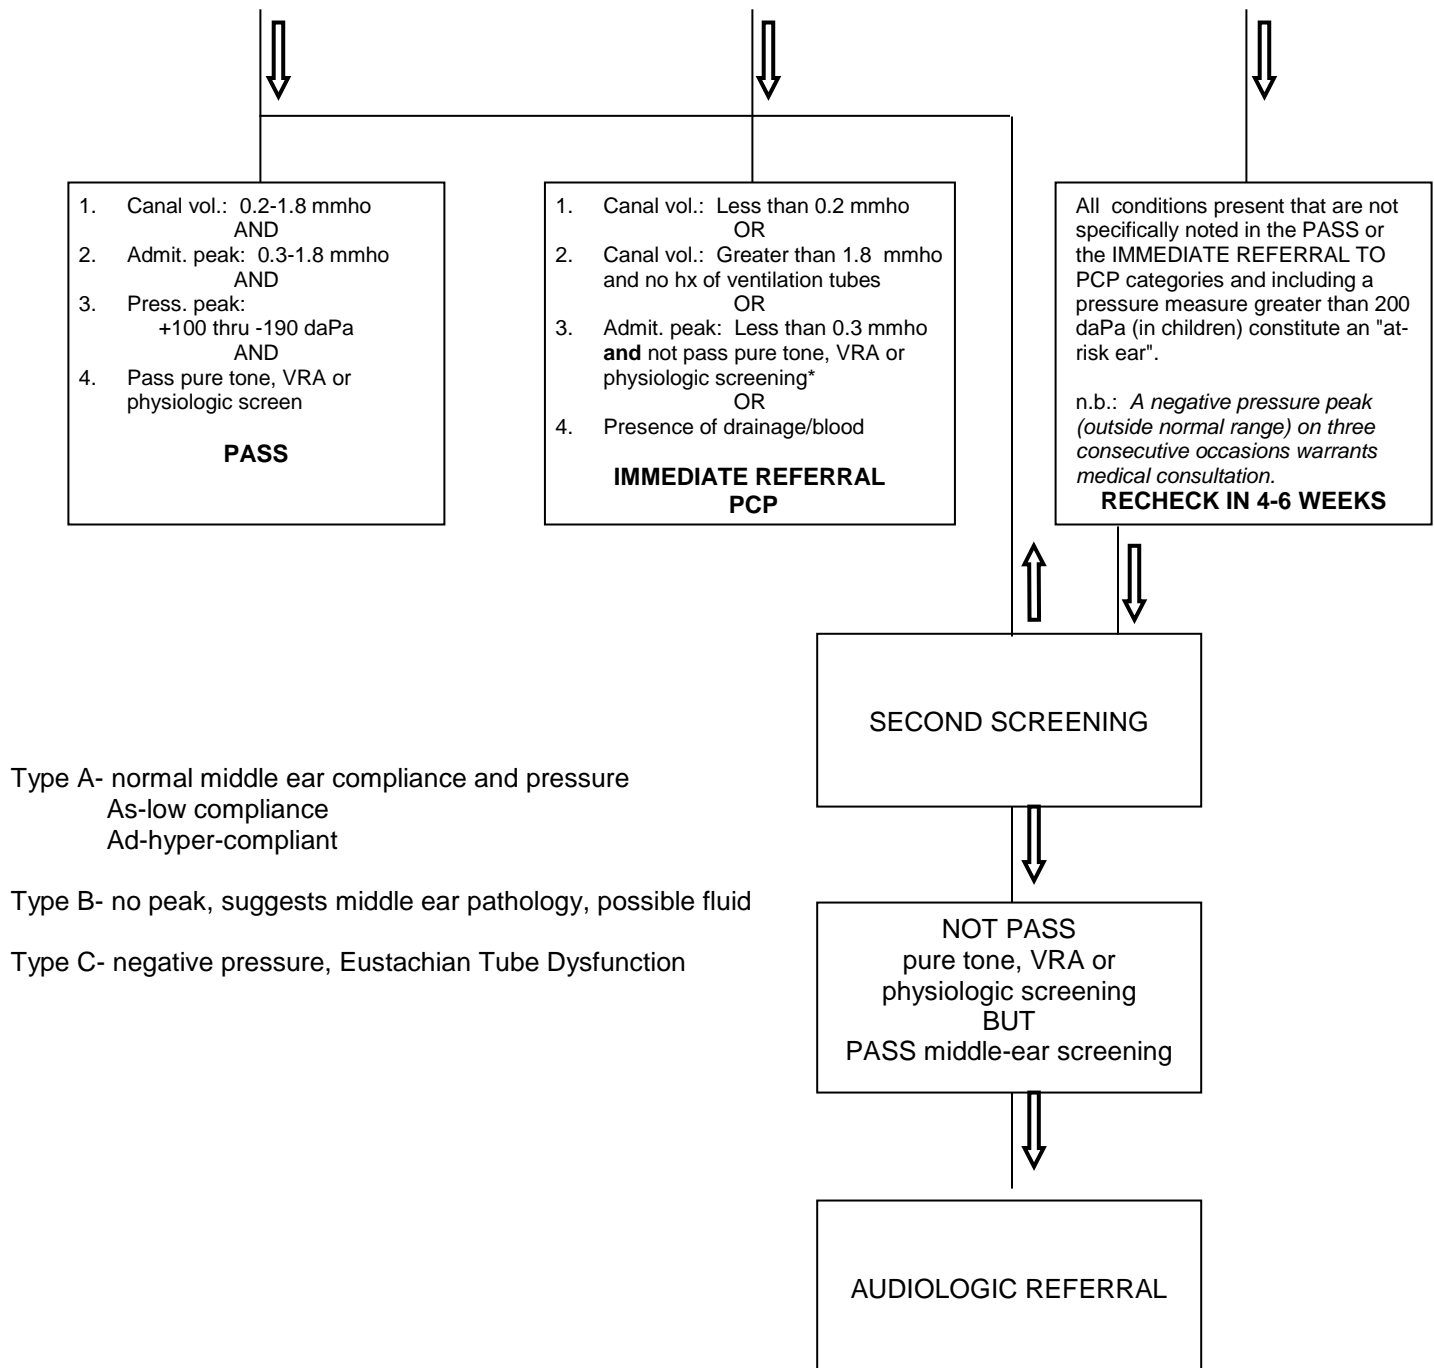 1. Canal vol.: 0.2-1.8 mmho
AND
2. Admit. peak: 0.3-1.8 mmho
AND
3. Press. peak:
+100 thru -190 daPa
AND
4. Pass pure tone, VRA or
physiologic screen
PASS
1. Canal vol.: Less than 0.2 mmho
OR
2. Canal vol.: Greater than 1.8 mmho
and no hx of ventilation tubes
OR
3. Admit. peak: Less than 0.3 mmho
and not pass pure tone, VRA or
physiologic screening*
OR
4. Presence of drainage/blood
IMMEDIATE REFERRAL
PCP
All conditions present that are not
specifically noted in the PASS or
the IMMEDIATE REFERRAL TO
PCP categories and including a
pressure measure greater than 200
daPa (in children) constitute an "at-
risk ear".
n.b.: A negative pressure peak
(outside normal range) on three
consecutive occasions warrants
medical consultation.
RECHECK IN 4-6 WEEKS
SECOND SCREENING
Type A- normal middle ear compliance and pressure
As-low compliance
Ad-hyper-compliant
Type B- no peak, suggests middle ear pathology, possible fluid
Type C- negative pressure, Eustachian Tube Dysfunction
NOT PASS
pure tone, VRA or
physiologic screening
BUT
PASS middle-ear screening
AUDIOLOGIC REFERRAL